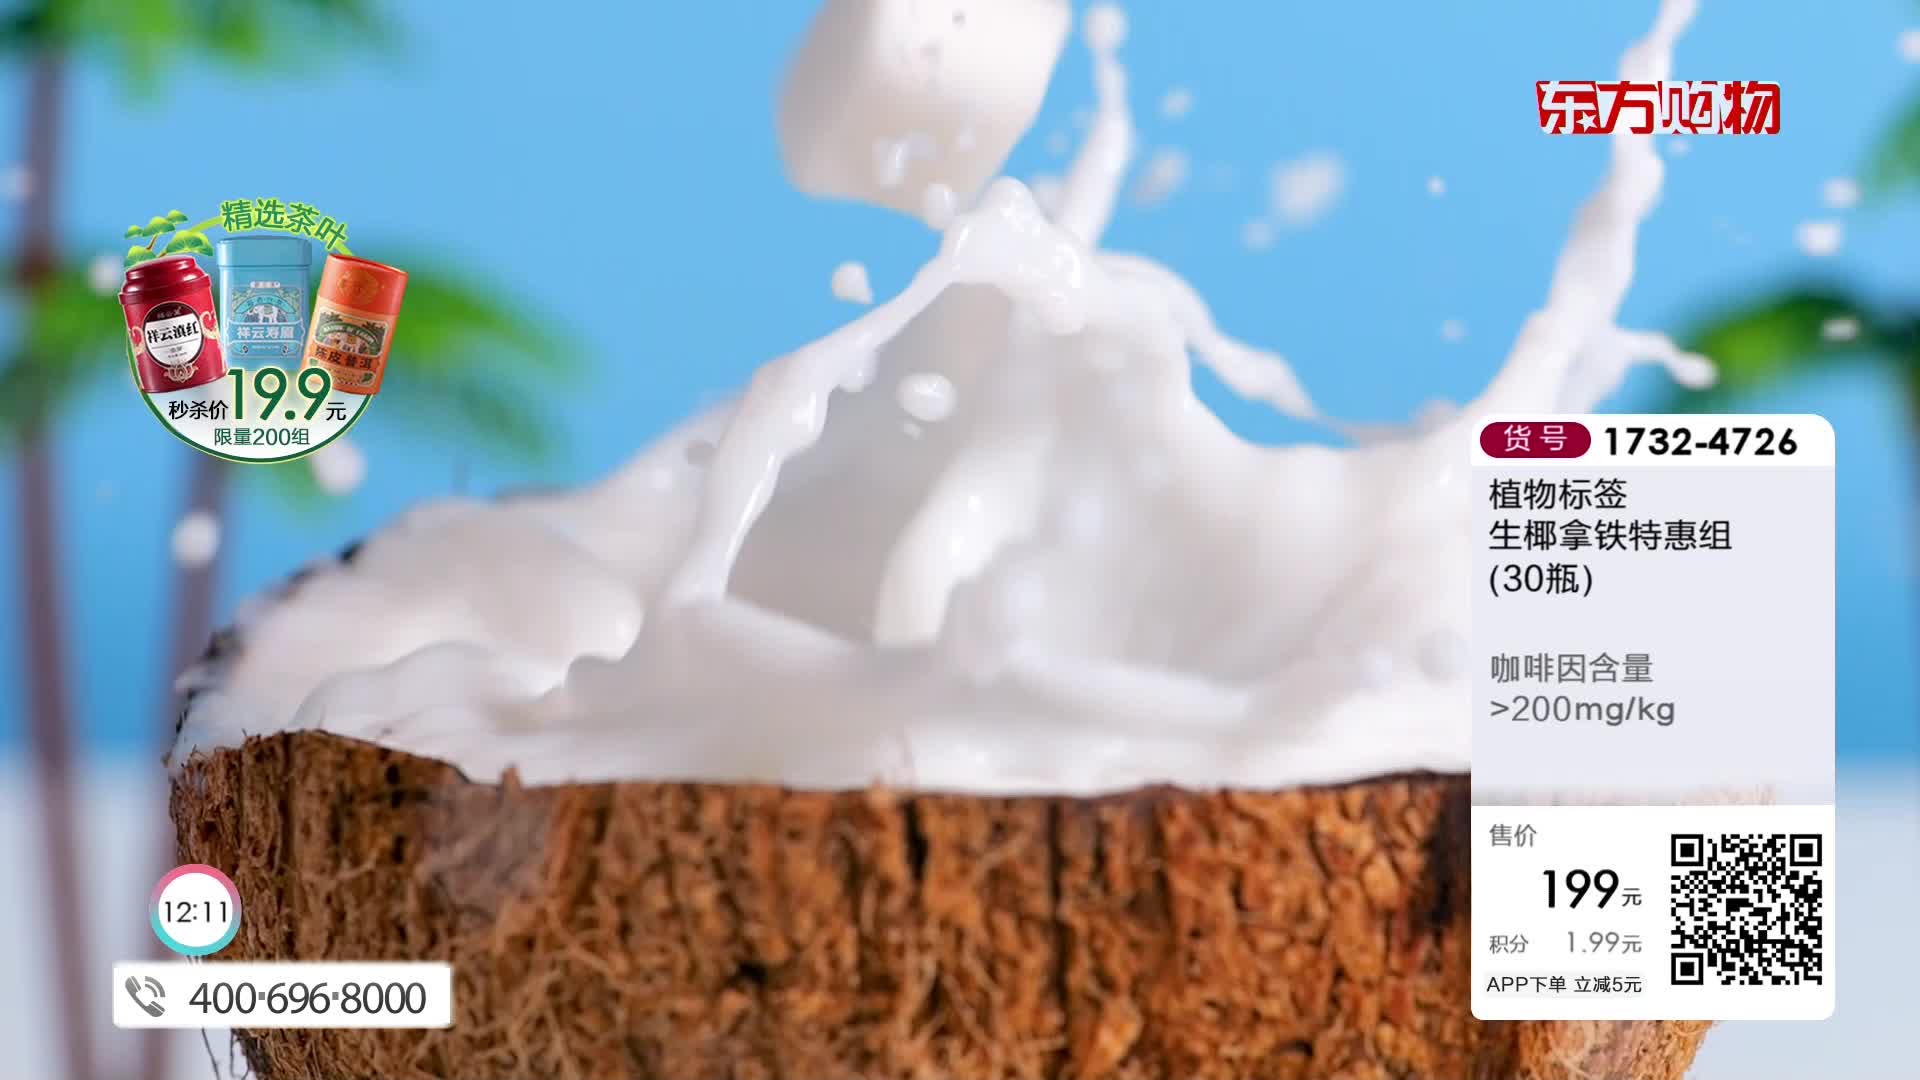 东方购物
精选茶叶
祥云滇红
祥云寿眉
陈皮普洱
秒杀价19.9元
限量200组
货号 1732-4726
植物标签
生椰拿铁特惠组
(30瓶)
咖啡因含量
>200mg/kg
售价
199元
积分 1.99元
APP下单 立减5元
12:11
400·696·8000